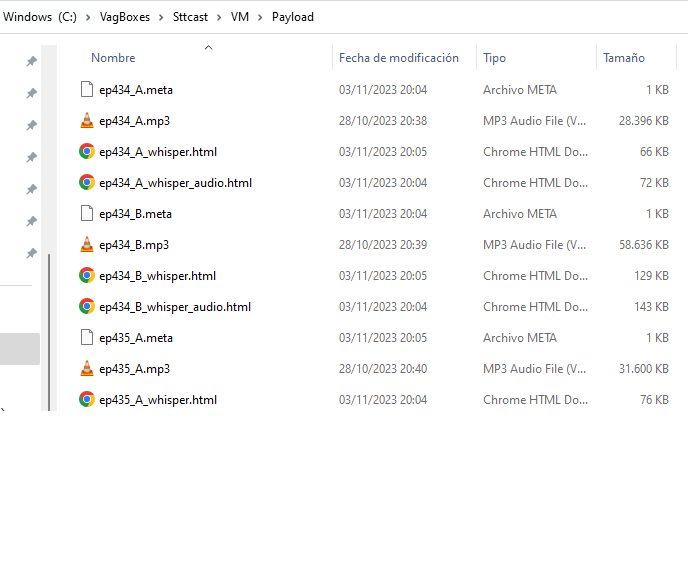 Windows (C:) > VagBoxes > Sttcast > VM > Payload
Nombre Fecha de modificación Tipo Tamaño
ep434_A.meta 03/11/2023 20:04 Archivo META 1 KB
ep434_A.mp3 28/10/2023 20:38 MP3 Audio File (V... 28.396 KB
ep434_A_whisper.html 03/11/2023 20:05 Chrome HTML Do... 66 KB
ep434_A_whisper_audio.html 03/11/2023 20:04 Chrome HTML Do... 72 KB
ep434_B.meta 03/11/2023 20:04 Archivo META 1 KB
ep434_B.mp3 28/10/2023 20:39 MP3 Audio File (V... 58.636 KB
ep434_B_whisper.html 03/11/2023 20:05 Chrome HTML Do... 129 KB
ep434_B_whisper_audio.html 03/11/2023 20:04 Chrome HTML Do... 143 KB
ep435_A.meta 03/11/2023 20:05 Archivo META 1 KB
ep435_A.mp3 28/10/2023 20:40 MP3 Audio File (V... 31.600 KB
ep435_A_whisper.html 03/11/2023 20:04 Chrome HTML Do... 76 KB